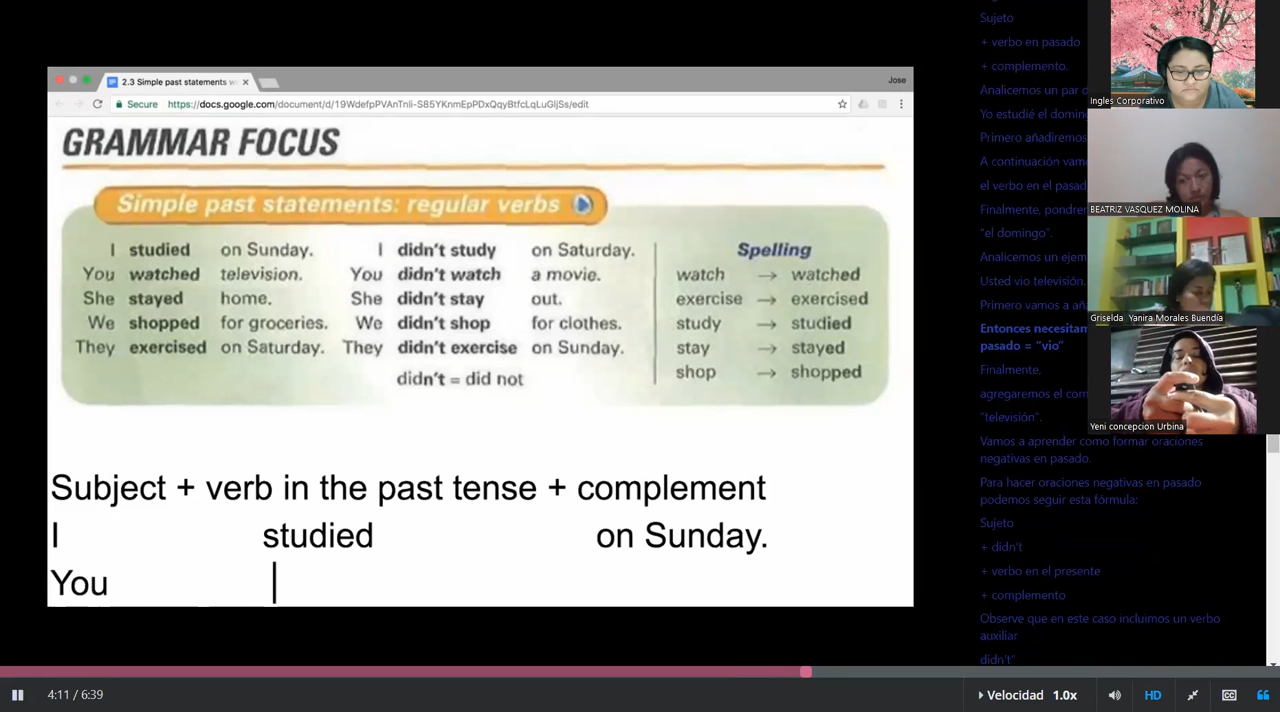 2.3 Simple past statements w
Jose
Secure https://docs.google.com/document/d/19WdefpPVAnTnli-S85YKnmEpPDxQqyBtfcLqLuGljSs/edit
GRAMMAR FOCUS
Simple past statements: regular verbs
I studied on Sunday. I didn't study on Saturday. Spelling
You watched television. You didn't watch a movie. watch → watched
She stayed home. She didn't stay out. exercise → exercised
We shopped for groceries. We didn't shop for clothes. study → studied
They exercised on Saturday. They didn't exercise on Sunday. stay → stayed
didn't = did not shop → shopped
Subject + verb in the past tense + complement
I studied on Sunday.
You
Sujeto
+ verbo en pasado
+ complemento.
Analicemos un par d
Yo estudié el doming
Primero añadiremos
A continuación vam
el verbo en el pasad
Finalmente, pondrem
"el domingo".
Analicemos un ejem
Usted vio televisión.
Primero vamos a aña
Entonces necesitam
pasado = "vio"
Finalmente,
agregaremos el com
"televisión".
Vamos a aprender como formar oraciones
negativas en pasado.
Para hacer oraciones negativas en pasado
podemos seguir esta fórmula:
Sujeto
+ didn't
+ verbo en el presente
+ complemento
Observe que en este caso incluimos un verbo
auxiliar
didn't"
Ingles Corporativo
BEATRIZ VASQUEZ MOLINA
Griselda Yanira Morales Buendía
Yeni concepcion Urbina
4:11 / 6:39
Velocidad 1.0x
HD
CC